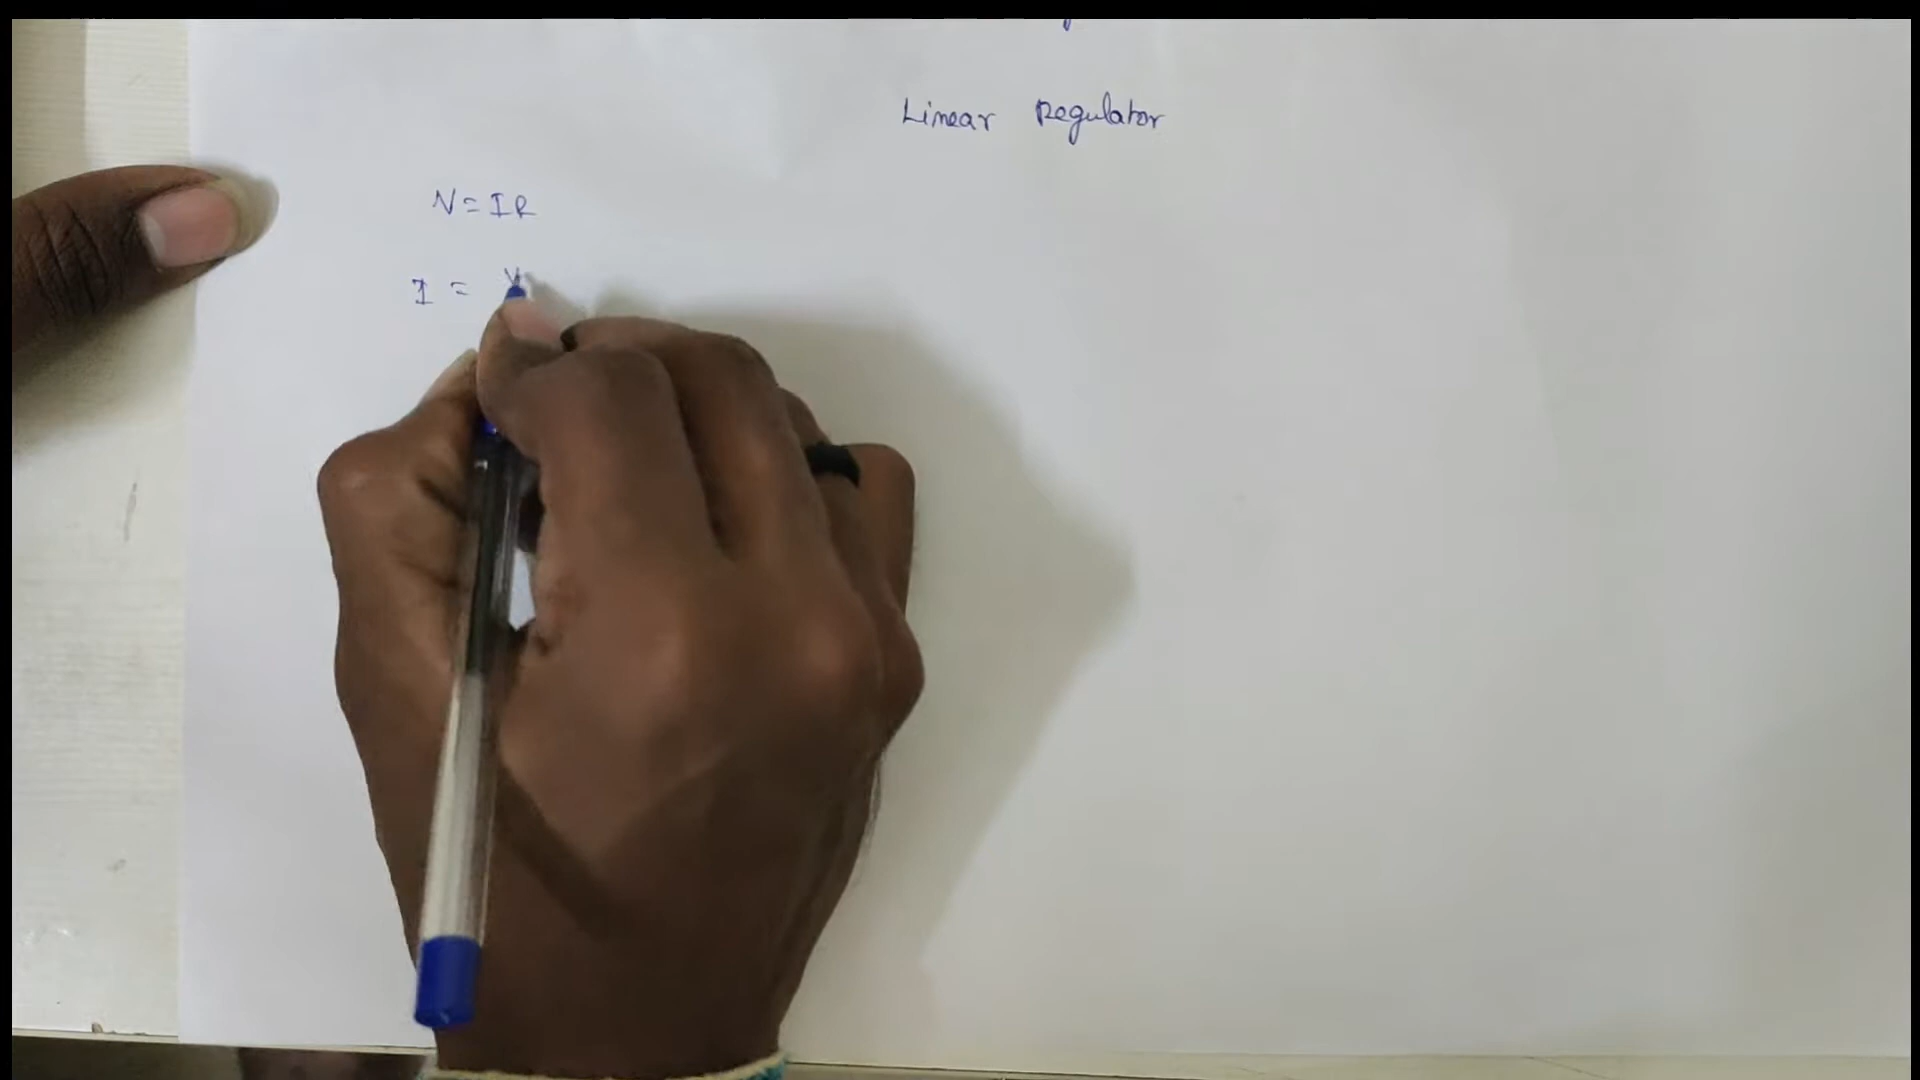 Linear Regulator
V = IR
I = V